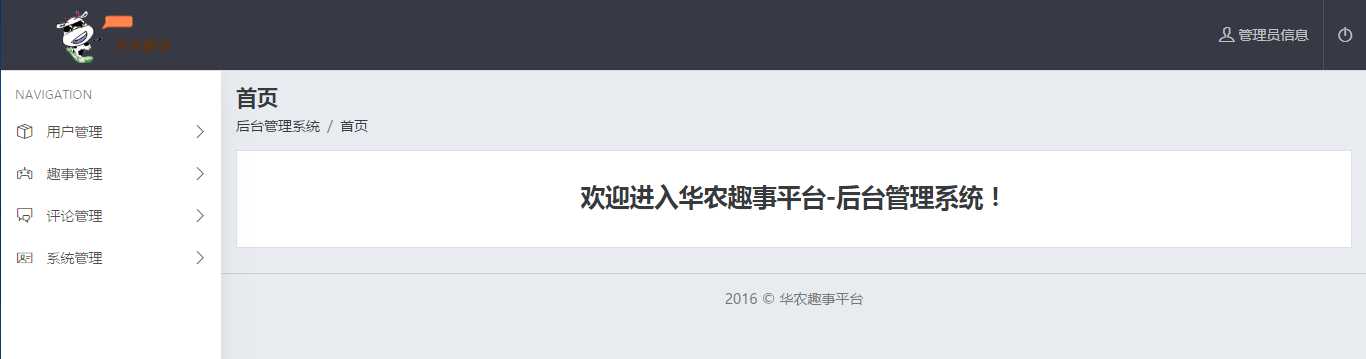 管理员信息
NAVIGATION
用户管理
趣事管理
评论管理
系统管理
首页
后台管理系统 / 首页
欢迎进入华农趣事平台-后台管理系统！
2016 © 华农趣事平台